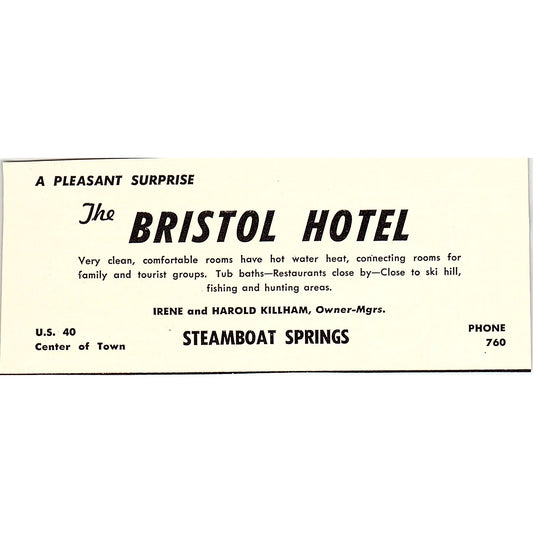 A PLEASANT SURPRISE
The BRISTOL HOTEL
Very clean, comfortable rooms have hot water heat, connecting rooms for
family and tourist groups. Tub baths—Restaurants close by—Close to ski hill,
fishing and hunting areas.
IRENE and HAROLD KILLHAM, Owner-Mgrs.
U.S. 40
Center of Town
STEAMBOAT SPRINGS
PHONE
760